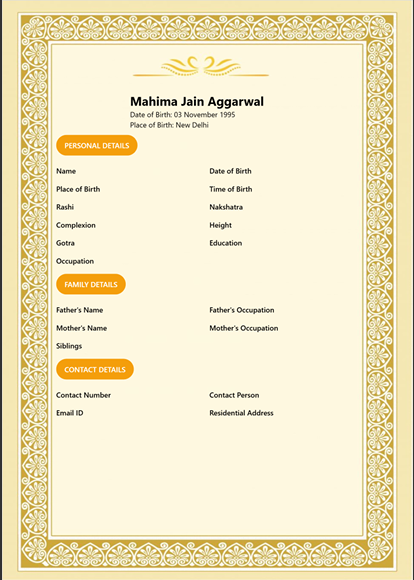 Mahima Jain Aggarwal
Date of Birth: 03 November 1995
Place of Birth: New Delhi
PERSONAL DETAILS
Name Date of Birth
Place of Birth Time of Birth
Rashi Nakshatra
Complexion Height
Gotra Education
Occupation
FAMILY DETAILS
Father's Name Father's Occupation
Mother's Name Mother's Occupation
Siblings
CONTACT DETAILS
Contact Number Contact Person
Email ID Residential Address